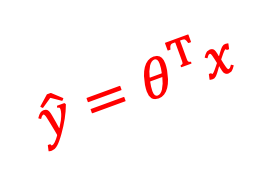 ŷ = θᵀx